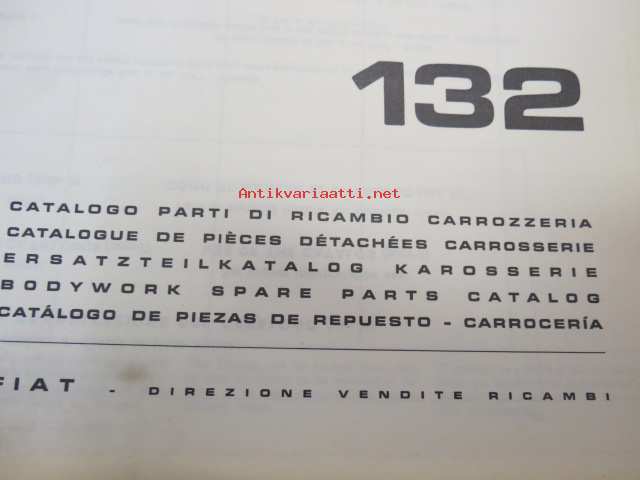 132
Antikvariaatti.net
CATALOGO PARTI DI RICAMBIO CARROZZERIA
CATALOGUE DE PIÈCES DÉTACHÉES CARROSSERIE
ERSATZTEILKATALOG KAROSSERIE
BODYWORK SPARE PARTS CATALOG
CATÁLOGO DE PIEZAS DE REPUESTO - CARROCERÍA
FIAT - DIREZIONE VENDITE RICAMBI